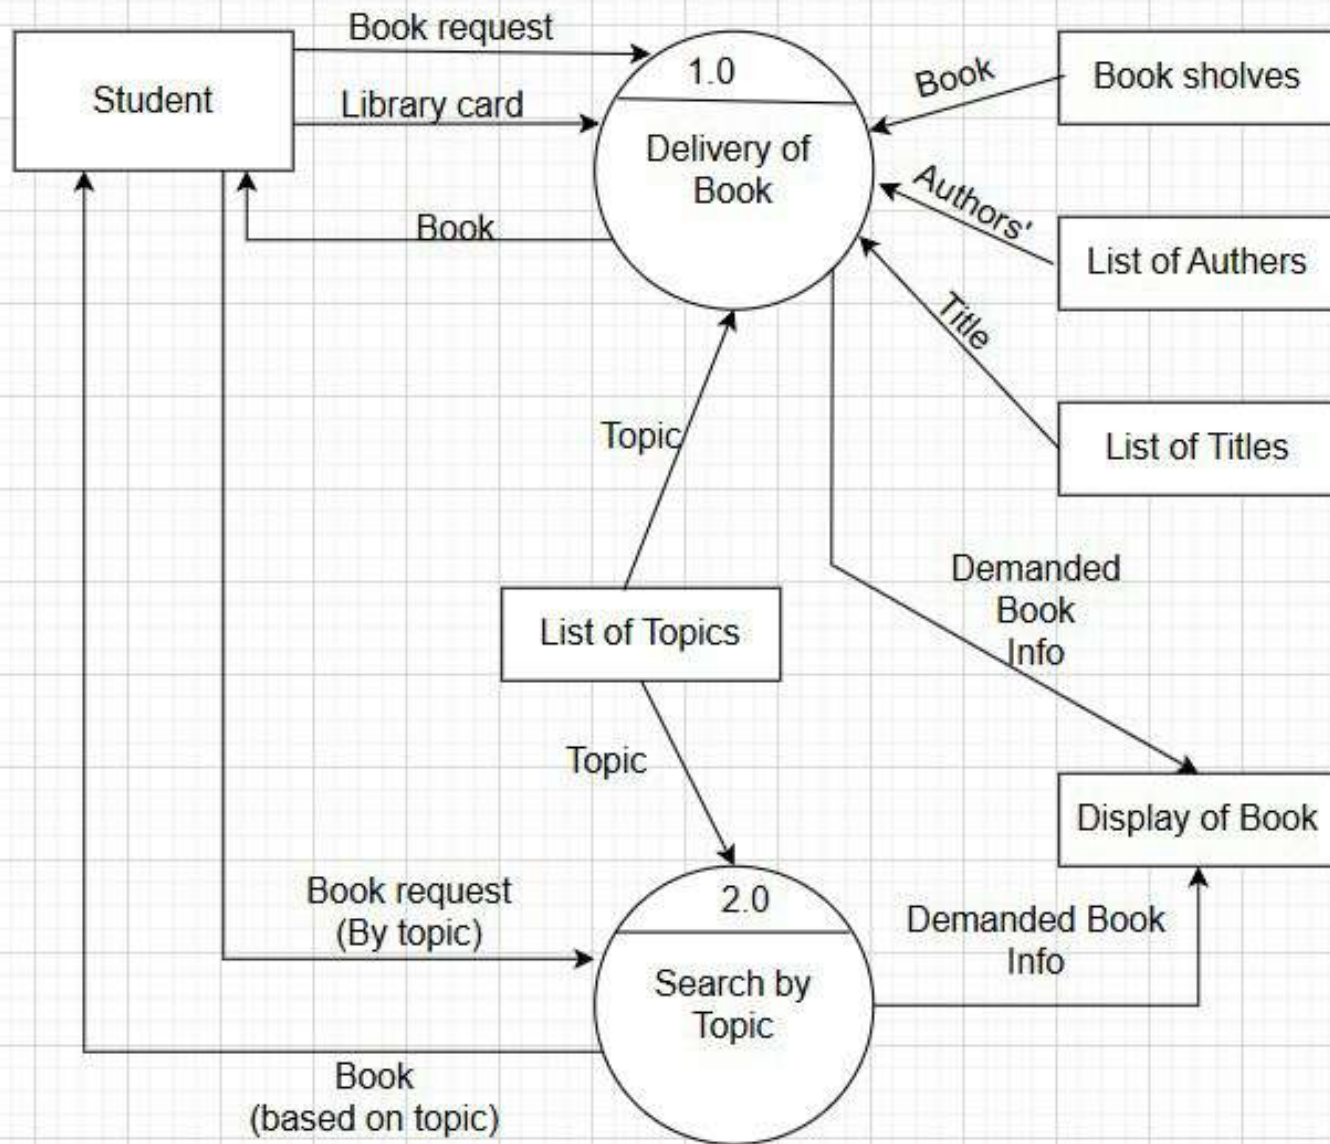 Book request
1.0
Student
Library card
Book
Book sholves
Delivery of
Book
Authors'
List of Authers
Book
Title
List of Titles
Topic
Demanded
Book
Info
List of Topics
Topic
Display of Book
Book request
(By topic)
2.0
Demanded Book
Info
Search by
Topic
Book
(based on topic)